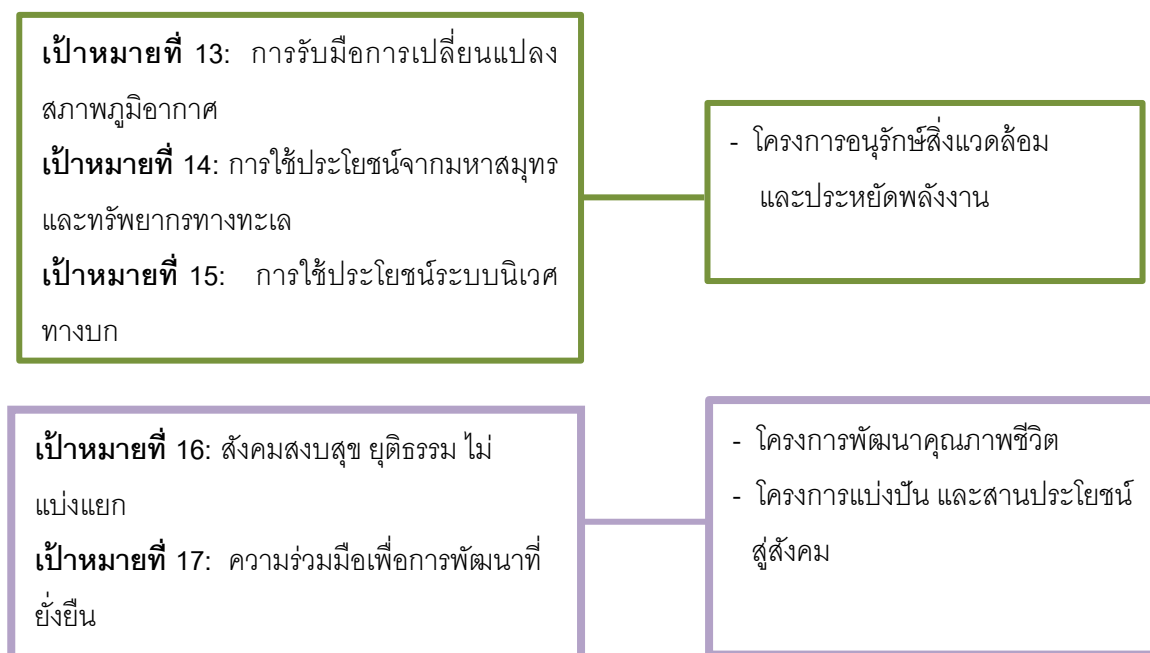 เป้าหมายที่ 13: การรับมือการเปลี่ยนแปลง
สภาพภูมิอากาศ
เป้าหมายที่ 14: การใช้ประโยชน์จากมหาสมุทร
และทรัพยากรทางทะเล
เป้าหมายที่ 15: การใช้ประโยชน์ระบบนิเวศ
ทางบก
- โครงการอนุรักษ์สิ่งแวดล้อม
และประหยัดพลังงาน
เป้าหมายที่ 16: สังคมสงบสุข ยุติธรรม ไม่
แบ่งแยก
เป้าหมายที่ 17: ความร่วมมือเพื่อการพัฒนาที่
ยั่งยืน
- โครงการพัฒนาคุณภาพชีวิต
- โครงการแบ่งปัน และสานประโยชน์
สู่สังคม